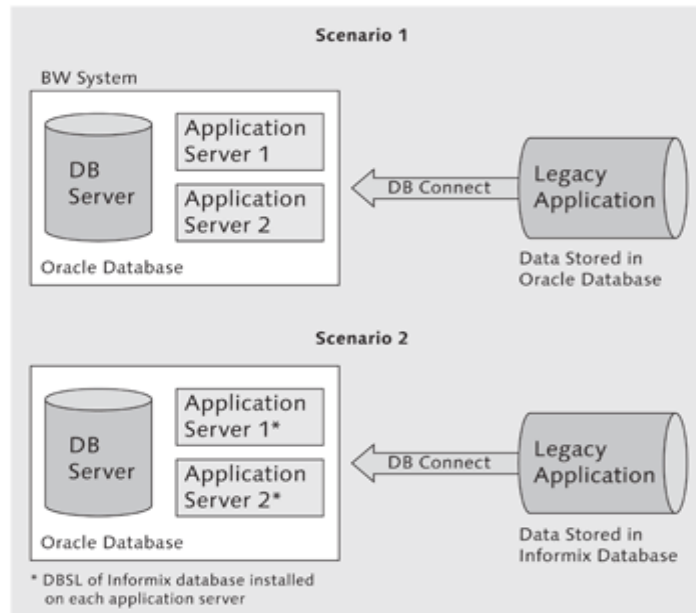 Scenario 1
BW System
DB
Server
Application
Server 1
Application
Server 2
Oracle Database
DB Connect
Legacy
Application
Data Stored in
Oracle Database
Scenario 2
DB
Server
Application
Server 1*
Application
Server 2*
Oracle Database
DB Connect
Legacy
Application
Data Stored in
Informix Database
* DBSL of Informix database installed
on each application server